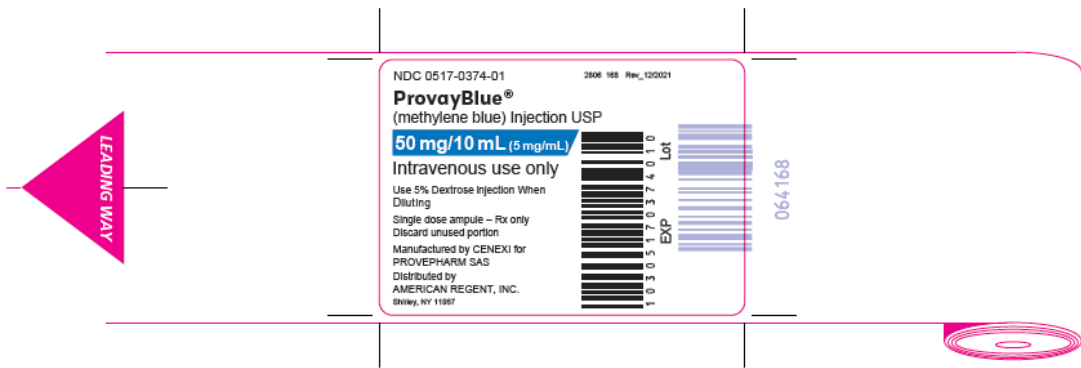 LEADING WAY
NDC 0517-0374-01
2806 168 Rev_12/2021
ProvayBlue®
(methylene blue) Injection USP
50 mg/10 mL (5 mg/mL)
Intravenous use only
Use 5% Dextrose Injection When
Diluting
Single dose ampule – Rx only
Discard unused portion
Manufactured by CENEXI for
PROVEPHARM SAS
Distributed by
AMERICAN REGENT, INC.
Shirley, NY 11967
10305170374010
EXP
Lot
064168